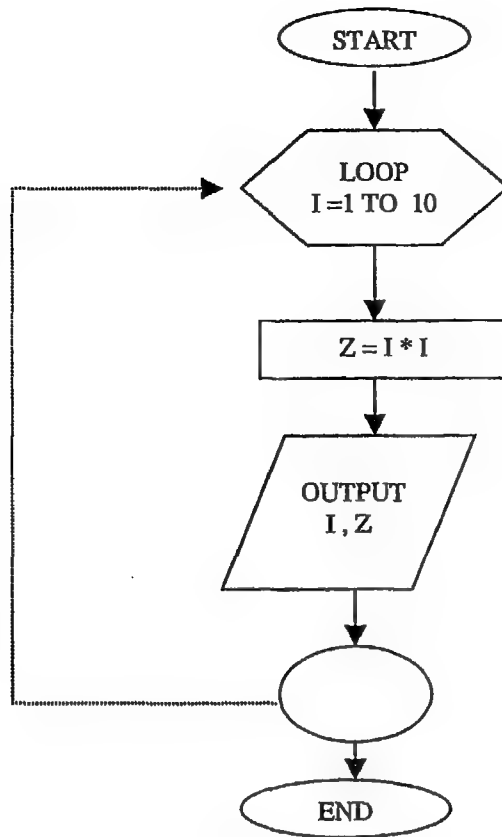 START
LOOP
I =1 TO 10
Z = I * I
OUTPUT
I , Z
END